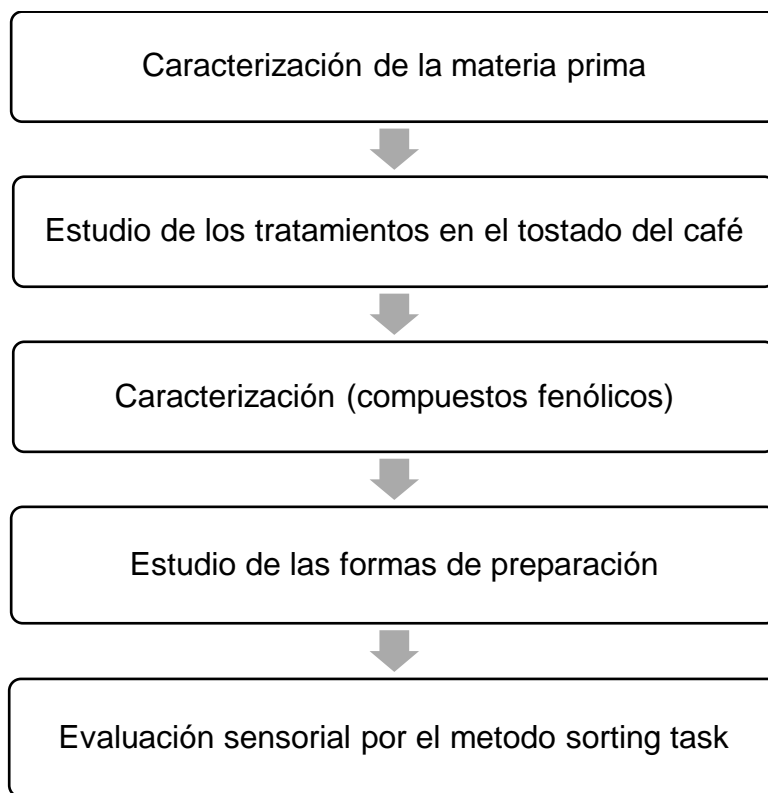 Caracterización de la materia prima
Estudio de los tratamientos en el tostado del café
Caracterización (compuestos fenólicos)
Estudio de las formas de preparación
Evaluación sensorial por el metodo sorting task